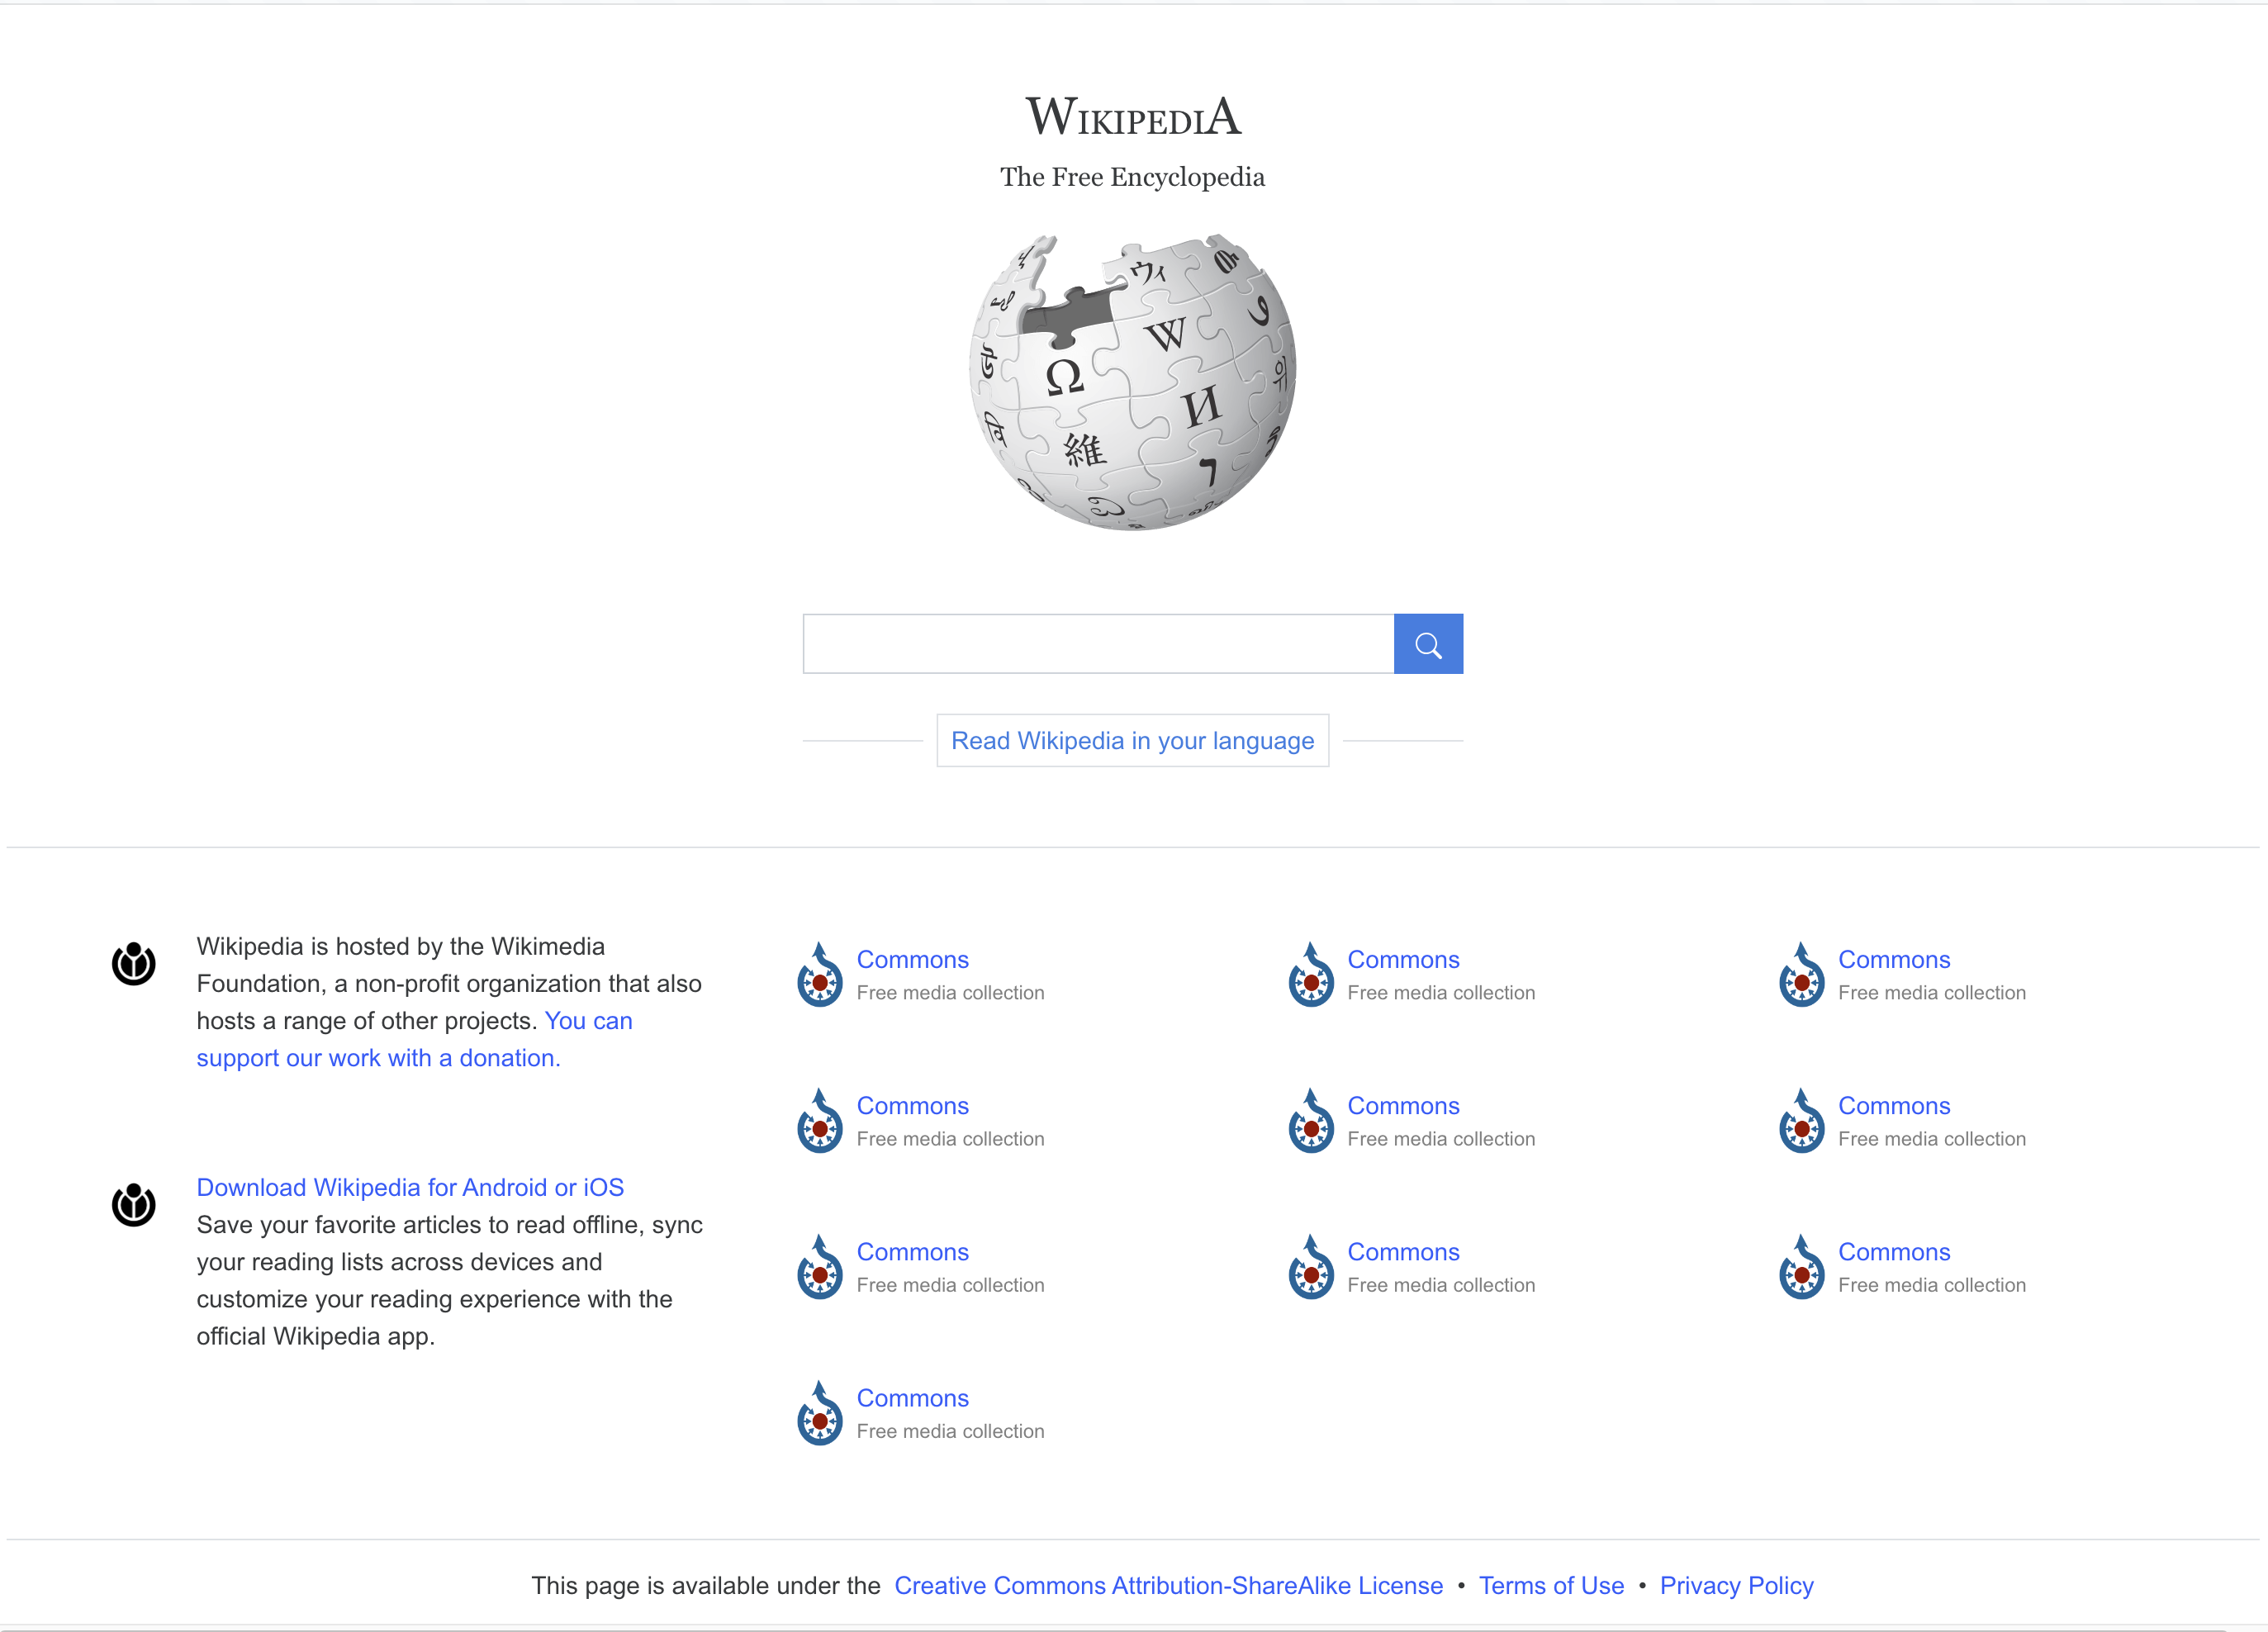 WIKIPEDIA
The Free Encyclopedia
ウィ
W
Ω
И
위
維
ו
Read Wikipedia in your language
Wikipedia is hosted by the Wikimedia
Foundation, a non-profit organization that also
hosts a range of other projects. You can
support our work with a donation.
Download Wikipedia for Android or iOS
Save your favorite articles to read offline, sync
your reading lists across devices and
customize your reading experience with the
official Wikipedia app.
Commons
Free media collection
Commons
Free media collection
Commons
Free media collection
Commons
Free media collection
Commons
Free media collection
Commons
Free media collection
Commons
Free media collection
Commons
Free media collection
Commons
Free media collection
Commons
Free media collection
This page is available under the Creative Commons Attribution-ShareAlike License • Terms of Use • Privacy Policy